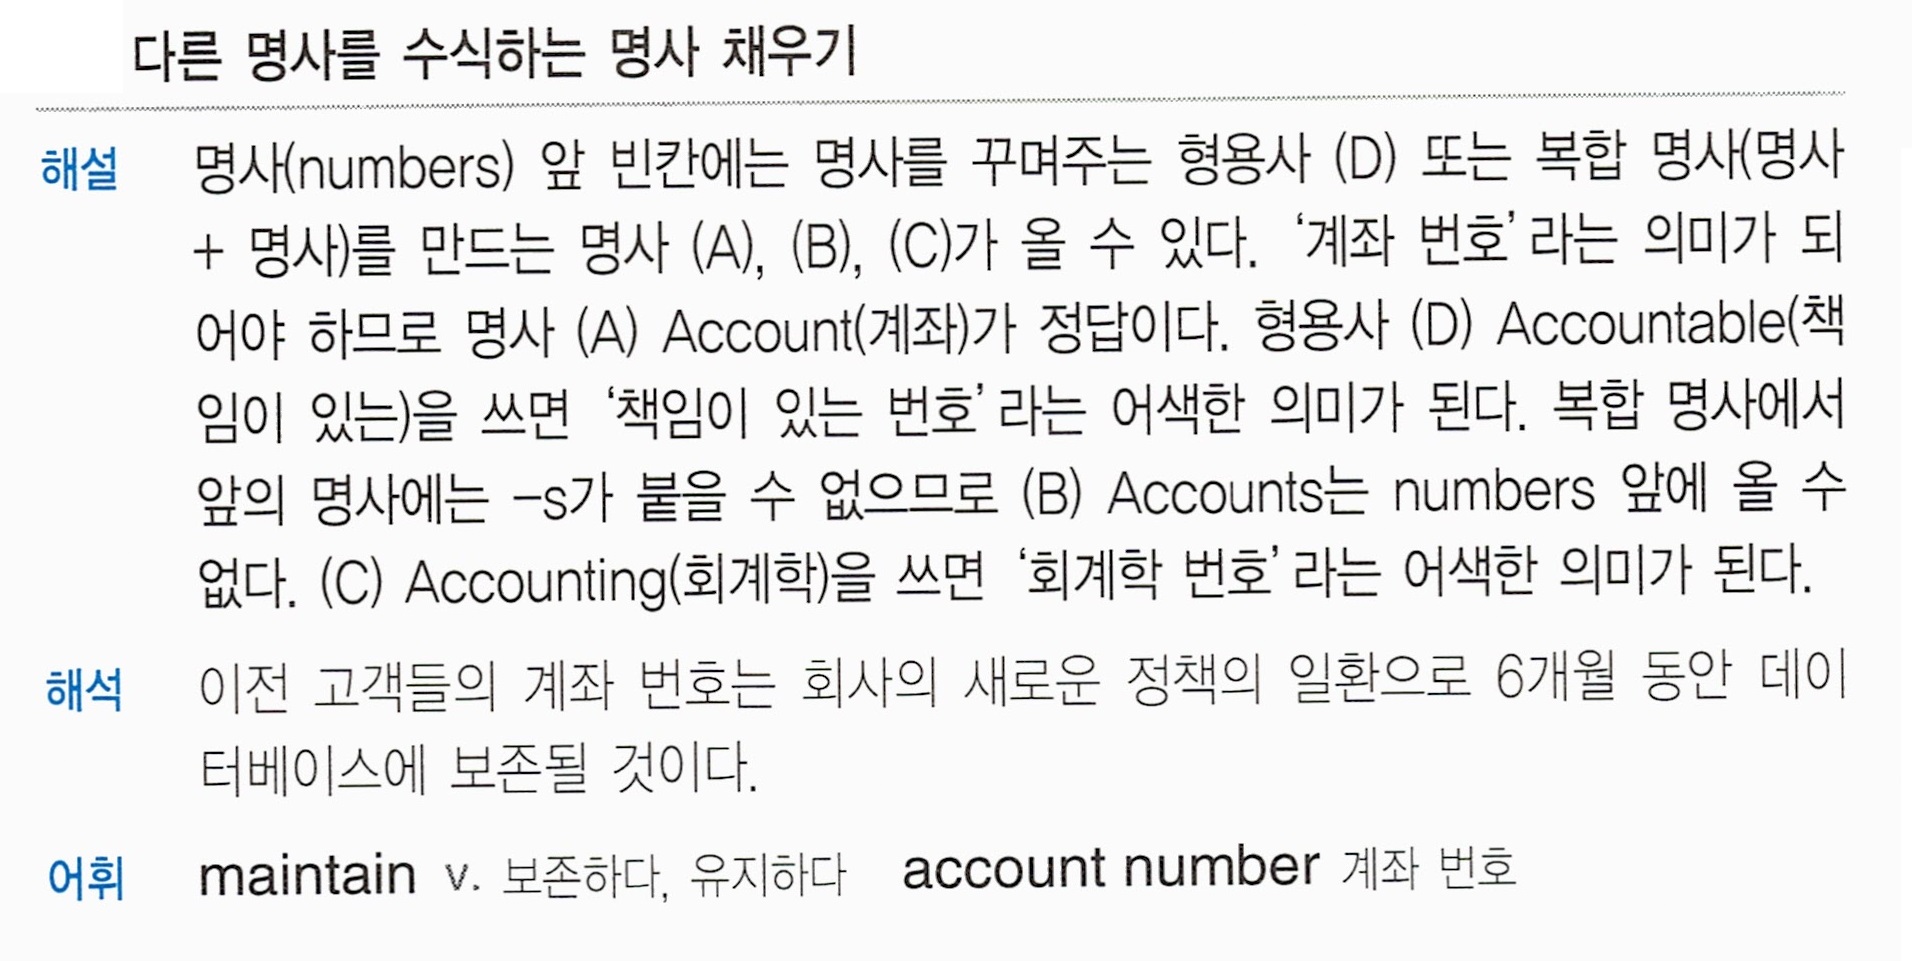 다른 명사를 수식하는 명사 채우기
해설 명사(numbers) 앞 빈칸에는 명사를 꾸며주는 형용사 (D) 또는 복합 명사(명사
+ 명사)를 만드는 명사 (A), (B), (C)가 올 수 있다. ‘계좌 번호’라는 의미가 되
어야 하므로 명사 (A) Account(계좌)가 정답이다. 형용사 (D) Accountable(책
임이 있는)을 쓰면 ‘책임이 있는 번호’라는 어색한 의미가 된다. 복합 명사에서
앞의 명사에는 –s가 붙을 수 없으므로 (B) Accounts는 numbers 앞에 올 수
없다. (C) Accounting(회계학)을 쓰면 ‘회계학 번호’라는 어색한 의미가 된다.
해석 이전 고객들의 계좌 번호는 회사의 새로운 정책의 일환으로 6개월 동안 데이
터베이스에 보존될 것이다.
어휘 maintain v. 보존하다, 유지하다 account number 계좌 번호